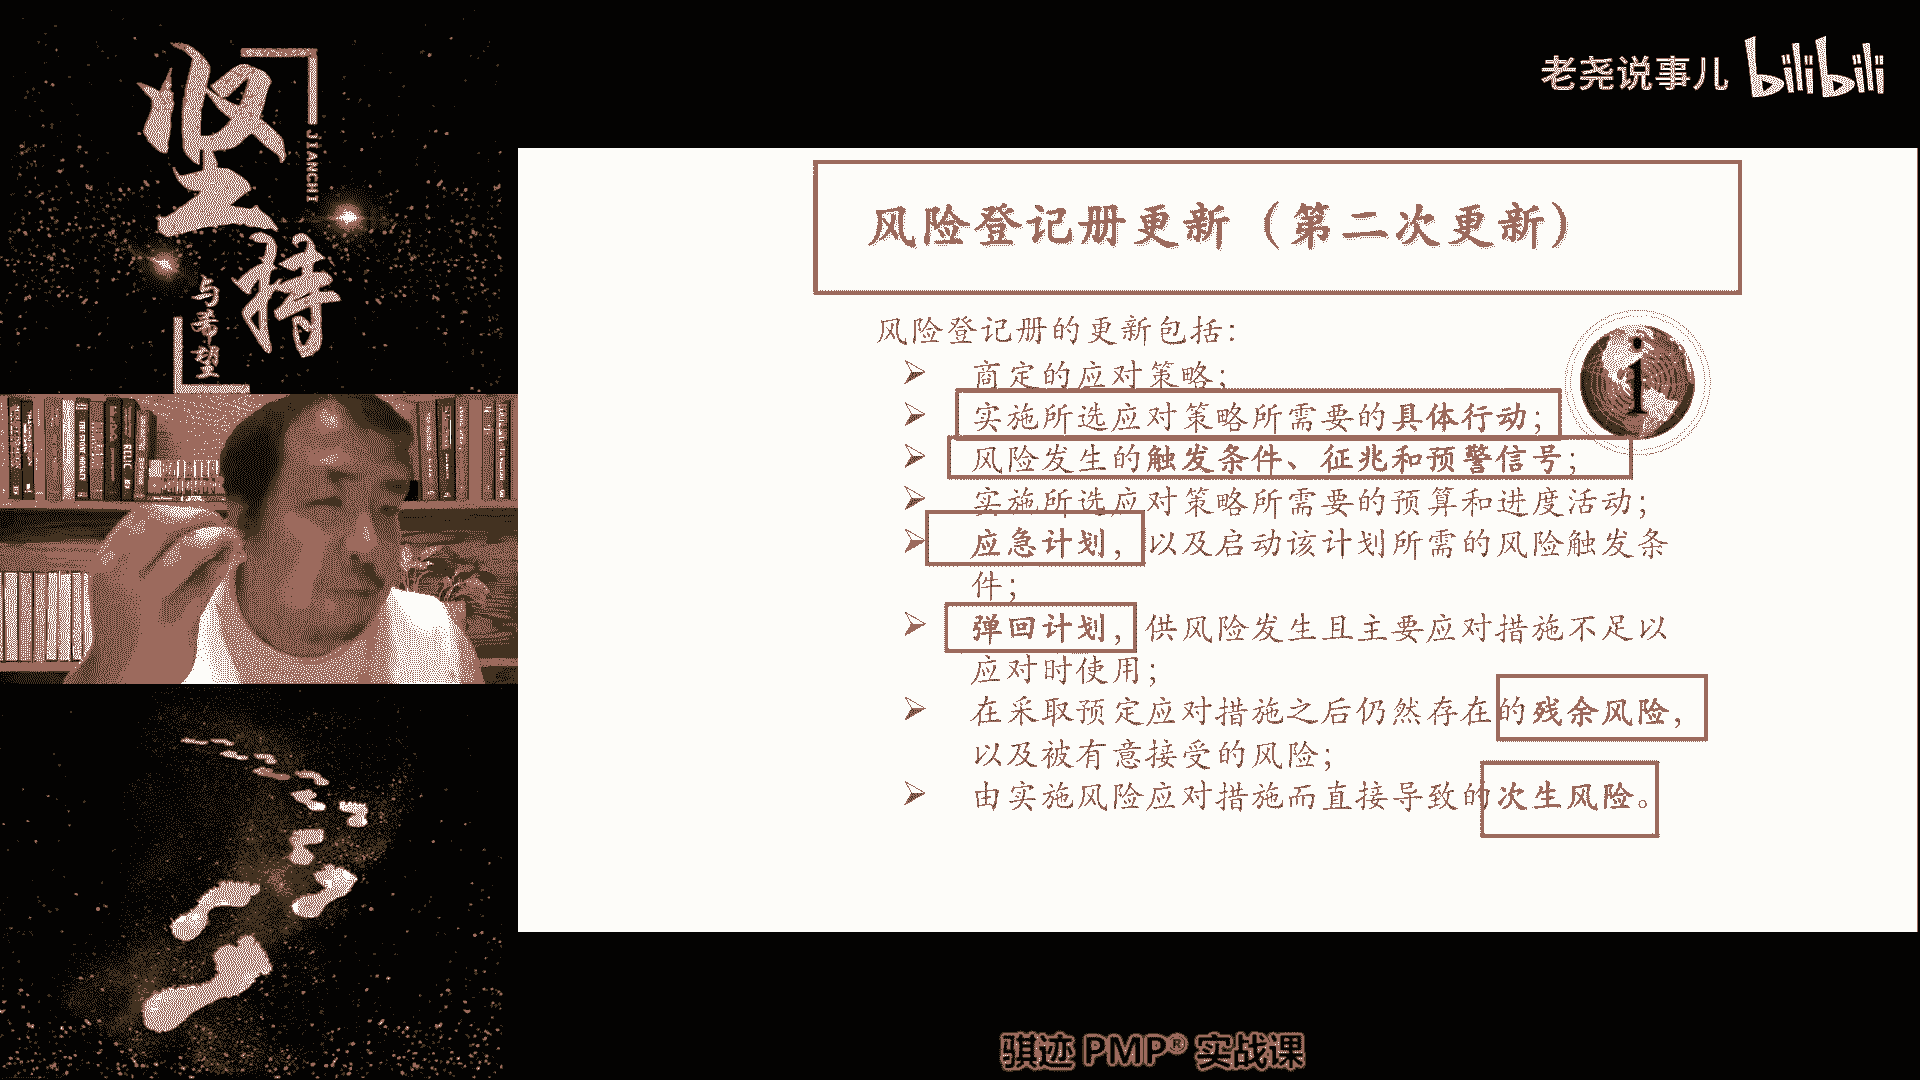 坚持
JIANCHI
与希望
老尧说事儿 bilibili
风险登记册更新（第二次更新）
风险登记册的更新包括：
➢ 商定的应对策略；
➢ 实施所选应对策略所需要的具体行动；
➢ 风险发生的触发条件、征兆和预警信号；
➢ 实施所选应对策略所需要的预算和进度活动；
➢ 应急计划，以及启动该计划所需的风险触发条
件；
➢ 弹回计划，供风险发生且主要应对措施不足以
应对时使用；
➢ 在采取预定应对措施之后仍然存在的残余风险，
以及被有意接受的风险；
➢ 由实施风险应对措施而直接导致的次生风险。
i
骐迹 PMP® 实战课